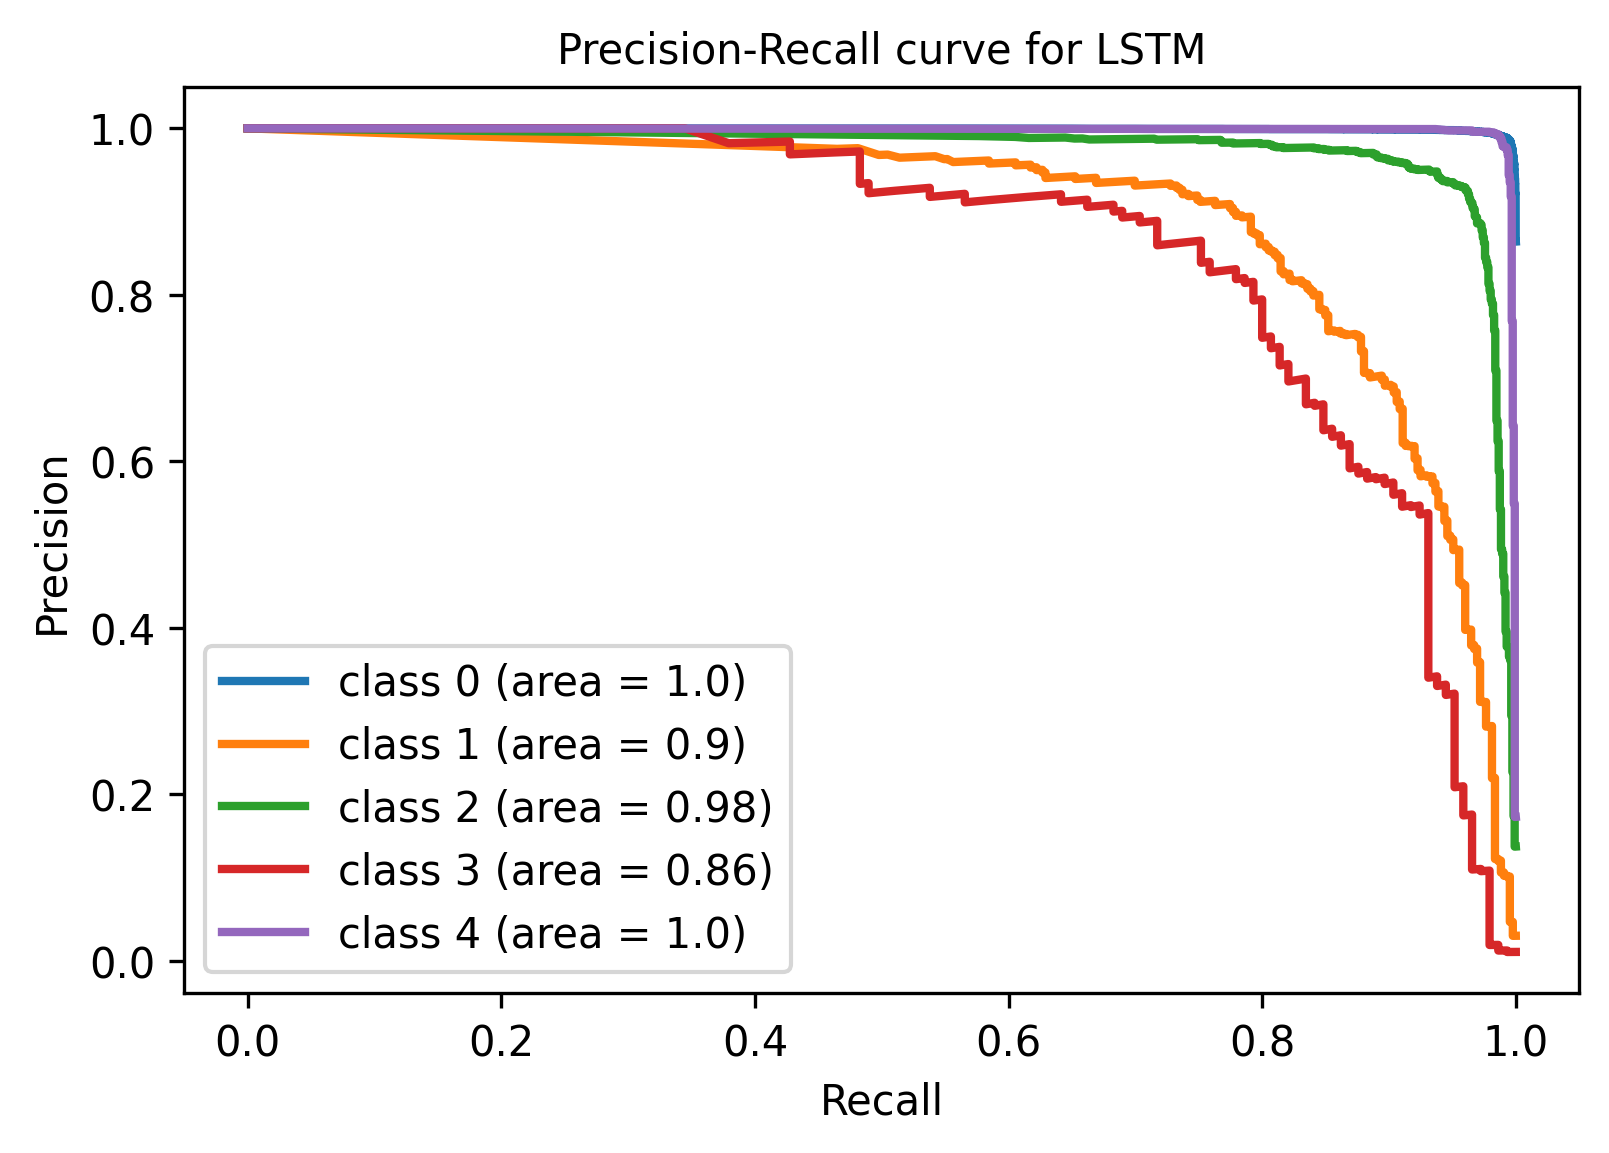 Precision-Recall curve for LSTM
1.0
0.8
0.6
0.4
0.2
0.0
Precision
class 0 (area = 1.0)
class 1 (area = 0.9)
class 2 (area = 0.98)
class 3 (area = 0.86)
class 4 (area = 1.0)
0.0 0.2 0.4 0.6 0.8 1.0
Recall